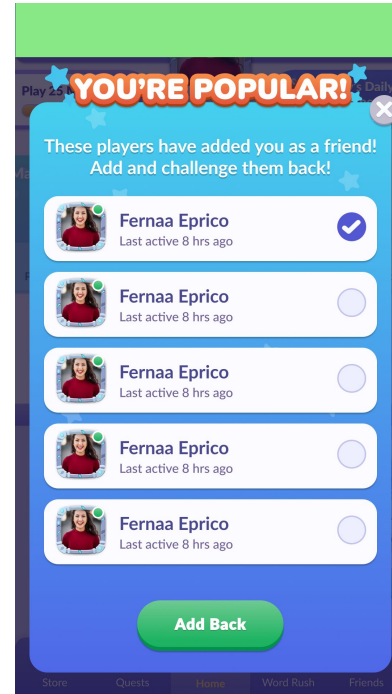 Play 25
s Daily
YOU'RE POPULAR!
These players have added you as a friend!
Add and challenge them back!
Fernaa Eprico
Last active 8 hrs ago
Fernaa Eprico
Last active 8 hrs ago
Fernaa Eprico
Last active 8 hrs ago
Fernaa Eprico
Last active 8 hrs ago
Fernaa Eprico
Last active 8 hrs ago
Add Back
Store Quests Home Word Rush Friends